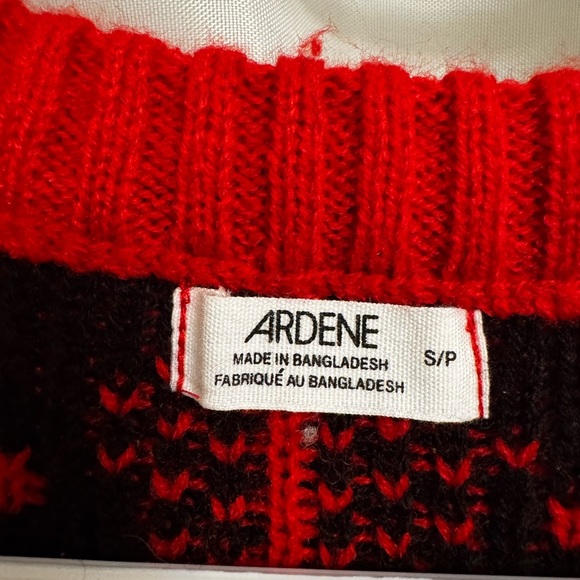 ARDENE
MADE IN BANGLADESH
FABRIQUÉ AU BANGLADESH
S/P